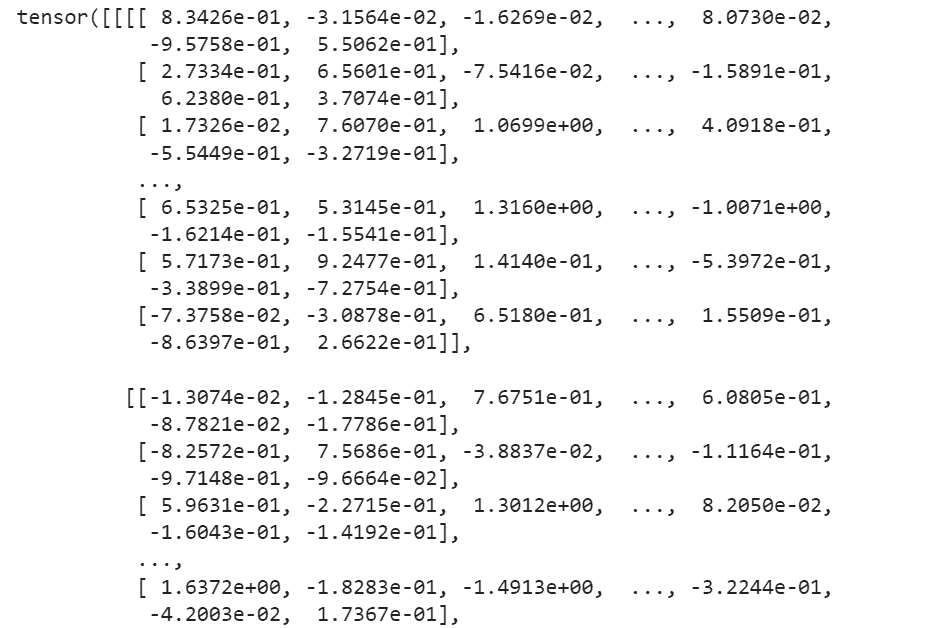 tensor([[[[ 8.3426e-01, -3.1564e-02, -1.6269e-02,  ...,  8.0730e-02,
           -9.5758e-01,  5.5062e-01],
          [ 2.7334e-01,  6.5601e-01, -7.5416e-02,  ..., -1.5891e-01,
            6.2380e-01,  3.7074e-01],
          [ 1.7326e-02,  7.6070e-01,  1.0699e+00,  ...,  4.0918e-01,
           -5.5449e-01, -3.2719e-01],
          ...,
          [ 6.5325e-01,  5.3145e-01,  1.3160e+00,  ..., -1.0071e+00,
           -1.6214e-01, -1.5541e-01],
          [ 5.7173e-01,  9.2477e-01,  1.4140e-01,  ..., -5.3972e-01,
           -3.3899e-01, -7.2754e-01],
          [-7.3758e-02, -3.0878e-01,  6.5180e-01,  ...,  1.5509e-01,
           -8.6397e-01,  2.6622e-01]],

         [[-1.3074e-02, -1.2845e-01,  7.6751e-01,  ...,  6.0805e-01,
           -8.7821e-02, -1.7786e-01],
          [-8.2572e-01,  7.5686e-01, -3.8837e-02,  ..., -1.1164e-01,
           -9.7148e-01, -9.6664e-02],
          [ 5.9631e-01, -2.2715e-01,  1.3012e+00,  ...,  8.2050e-02,
           -1.6043e-01, -1.4192e-01],
          ...,
          [ 1.6372e+00, -1.8283e-01, -1.4913e+00,  ..., -3.2244e-01,
           -4.2003e-02,  1.7367e-01],